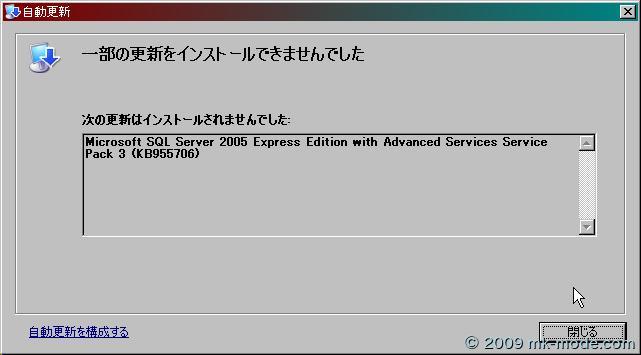 自動更新
一部の更新をインストールできませんでした
次の更新はインストールされませんでした:
Microsoft SQL Server 2005 Express Edition with Advanced Services Service
Pack 3 (KB955706)
自動更新を構成する
閉じる
© 2009 mk-mode.com